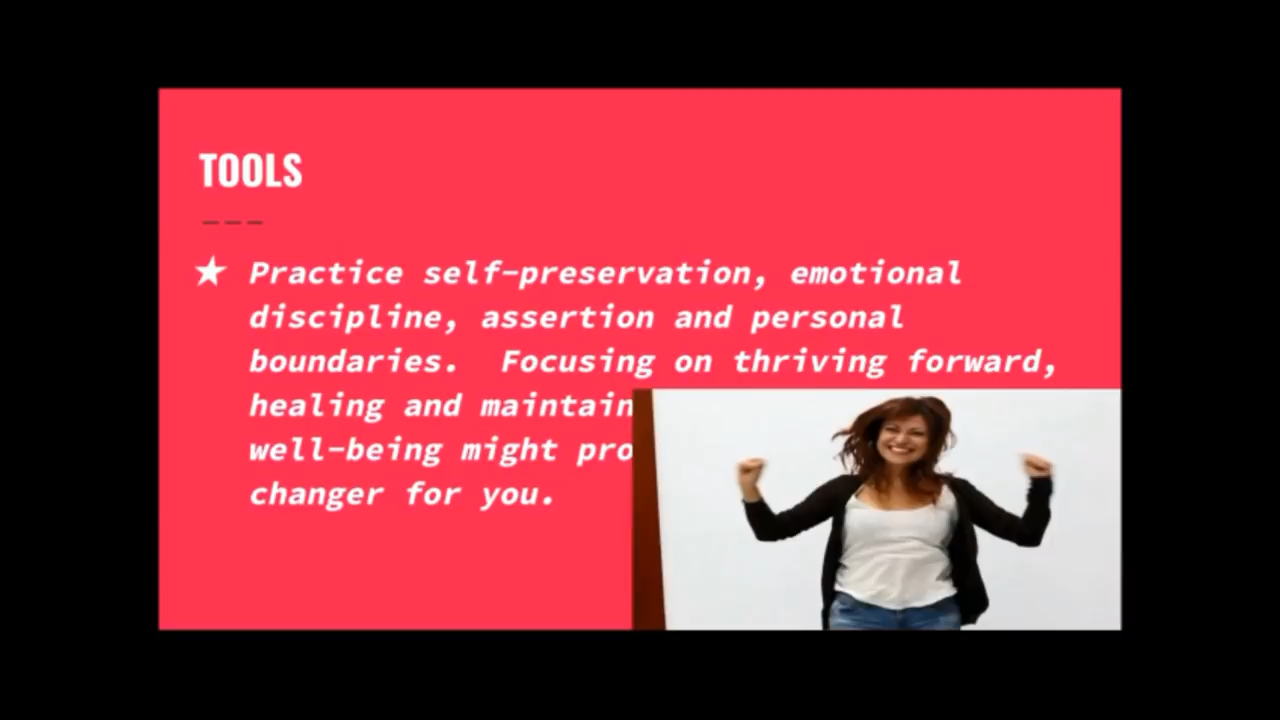 TOOLS
★ Practice self-preservation, emotional
discipline, assertion and personal
boundaries. Focusing on thriving forward,
healing and maintain
well-being might pro
changer for you.